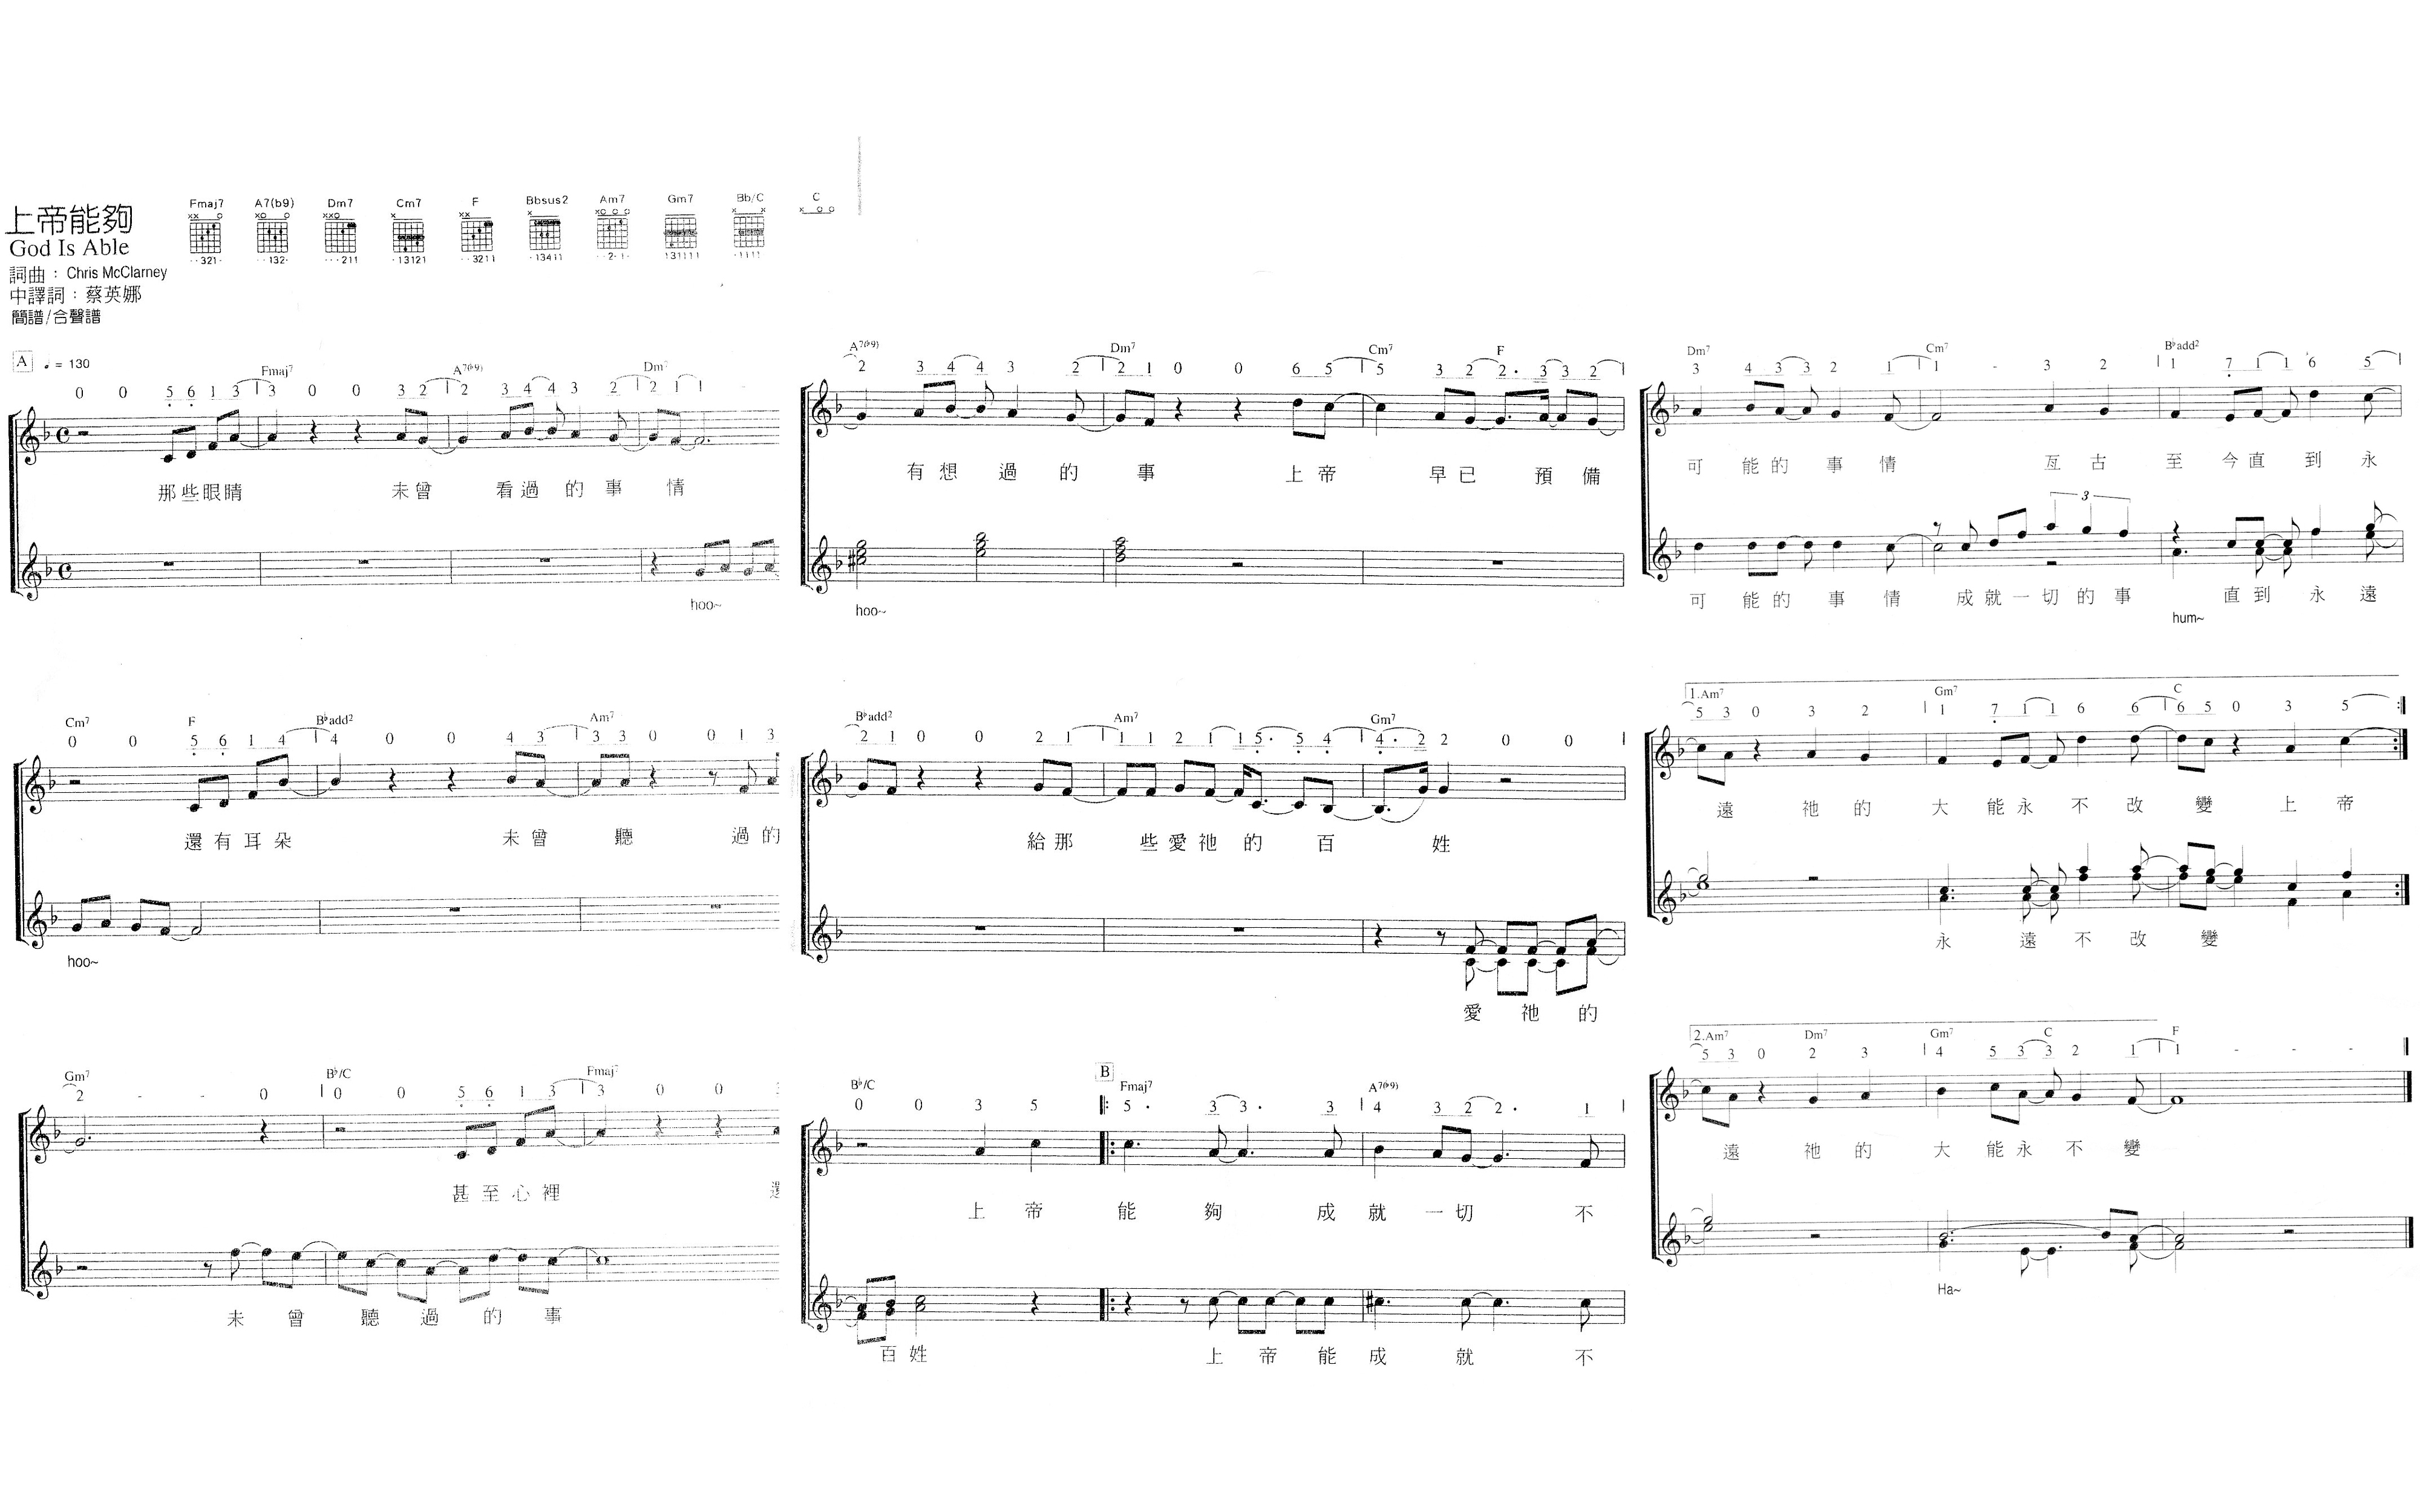 上帝能夠
God Is Able
詞曲：Chris McClarney
中譯詞：蔡英娜
簡譜/合聲譜
Fmaj7 A7(b9) Dm7 Cm7 F Bbsus2 Am7 Gm7 Bb/C C
··321· ··132· ···211 ·13121 ··3211 ·13411 ··2·1· 131111 ·1111
A ♩ = 130
Fmaj7 A7(b9) Dm7
0 0 5 6 1 3 | 3 0 0 3 2 | 2 3 4 4 3 2 | 2 1 1
那些眼睛 未曾 看過的事 情
hoo~
Cm7 F B♭add2 Am7
0 0 5 6 1 4 | 4 0 0 4 3 | 3 3 0 0 1 3
還有耳朵 未曾 聽 過的
hoo~
Gm7 B♭/C Fmaj7
2 - - 0 | 0 0 5 6 1 3 | 3 0 0
甚至心裡
未曾聽過的事
A7(b9) Dm7 Cm7 F
2 3 4 4 3 2 | 2 1 0 0 6 5 | 5 3 2 2. 3 3 2 |
有想過的事 上帝 早已 預備
hoo~
B♭add2 Am7 Gm7
2 1 0 0 2 1 | 1 1 2 1 1 5. 5 4 | 4. 2 2 0 0 |
給那 些愛祂的百 姓
愛祂的
B♭/C B Fmaj7 A7(b9)
0 0 3 5 5. 3 3. 3 | 4 3 2 2. 1 |
上帝能夠成就一切不
百姓 上帝能成就不
Dm7 Cm7 B♭add2
3 4 3 3 2 1 | 1 - 3 2 | 1 7 1 1 6 5 |
可能的事情 亙古至今直到永
3
可能的事情成就一切的事 直到永遠
hum~
1.Am7 Gm7 C
5 3 0 3 2 | 1 7 1 1 6 6 | 6 5 0 3 5
遠 祂的大能永不改變上帝
永遠不改變
2.Am7 Dm7 Gm7 C F
5 3 0 2 3 | 4 5 3 3 2 1 | 1 - - -
遠 祂的大能永不變
Ha~